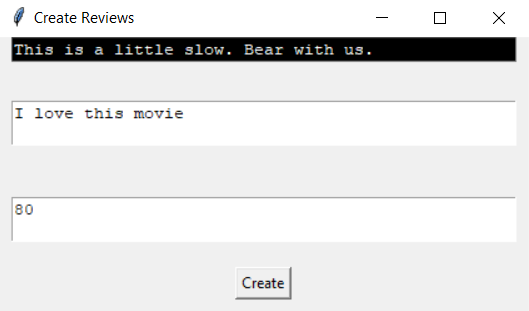 Create Reviews
This is a little slow. Bear with us.
I love this movie
80
Create